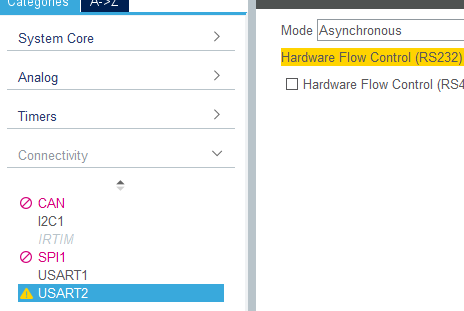 Categories A->Z
System Core
Analog
Timers
Connectivity
CAN
I2C1
IRTIM
SPI1
USART1
USART2
Mode Asynchronous
Hardware Flow Control (RS232)
Hardware Flow Control (RS4